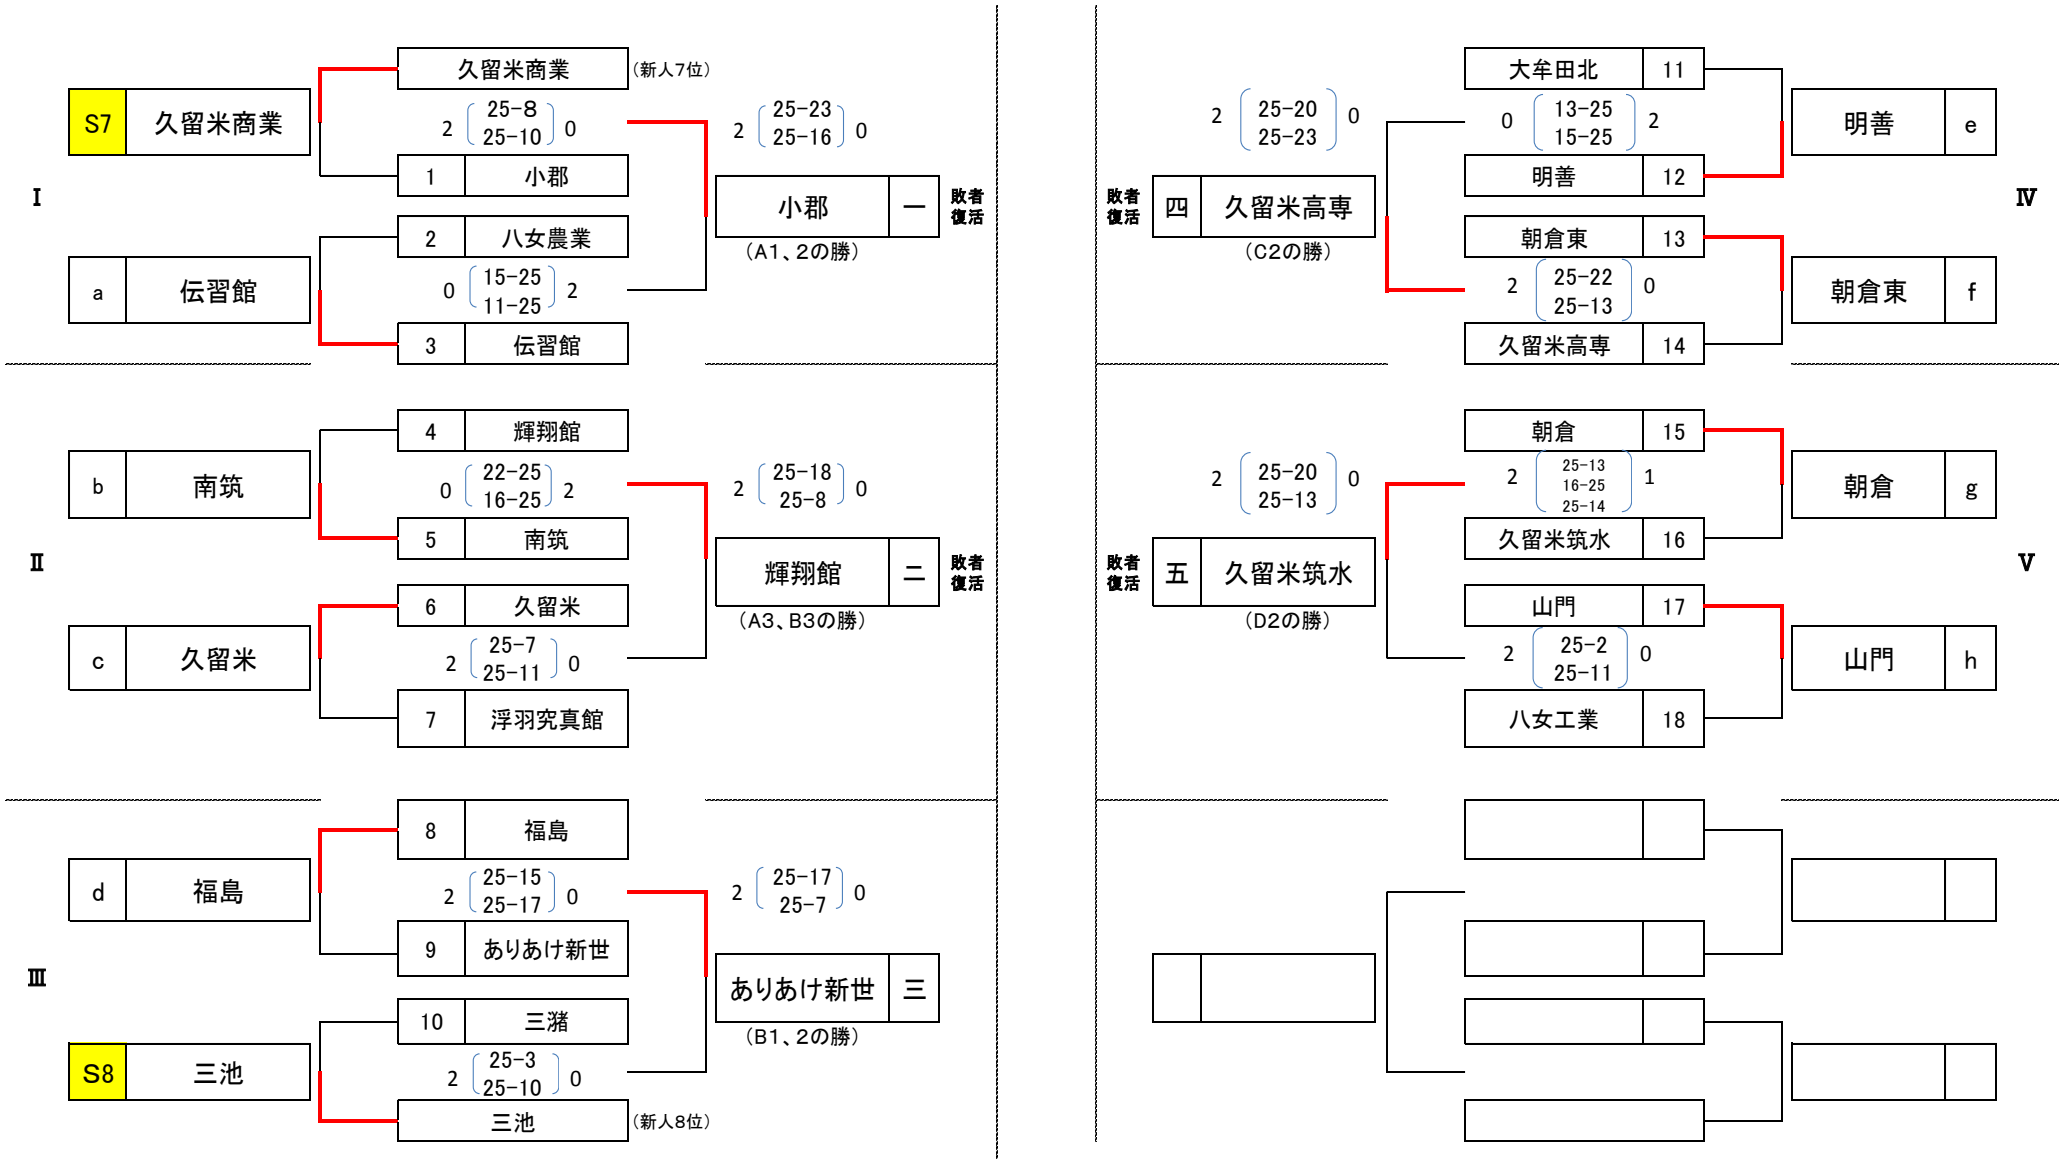 久留米商業 (新人7位)
S7 久留米商業
25-8
2 0
25-10
25-23
2 0
25-16
1 小郡
I
小郡 一
敗者
復活
(A1、2の勝)
2 八女農業
a 伝習館
15-25
0 2
11-25
3 伝習館
4 輝翔館
b 南筑
22-25
0 2
16-25
25-18
2 0
25-8
5 南筑
II
輝翔館 二
敗者
復活
(A3、B3の勝)
6 久留米
c 久留米
25-7
2 0
25-11
7 浮羽究真館
8 福島
d 福島
25-15
2 0
25-17
25-17
2 0
25-7
9 ありあけ新世
III
ありあけ新世 三
(B1、2の勝)
10 三潴
S8 三池
25-3
2 0
25-10
三池 (新人8位)
大牟田北 11
25-20
2 0
25-23
13-25
0 2
15-25
明善 e
明善 12
敗者
復活
四 久留米高専
(C2の勝)
IV
朝倉東 13
25-22
2 0
25-13
朝倉東 f
久留米高専 14
朝倉 15
25-20
2 0
25-13
25-13
2 16-25 1
25-14
朝倉 g
久留米筑水 16
敗者
復活
五 久留米筑水
(D2の勝)
V
山門 17
25-2
2 0
25-11
山門 h
八女工業 18